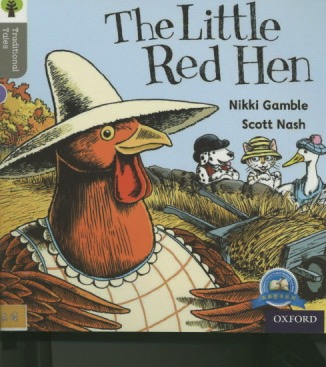 Traditional
Tales
The Little
Red Hen
Nikki Gamble
Scott Nash
OXFORD